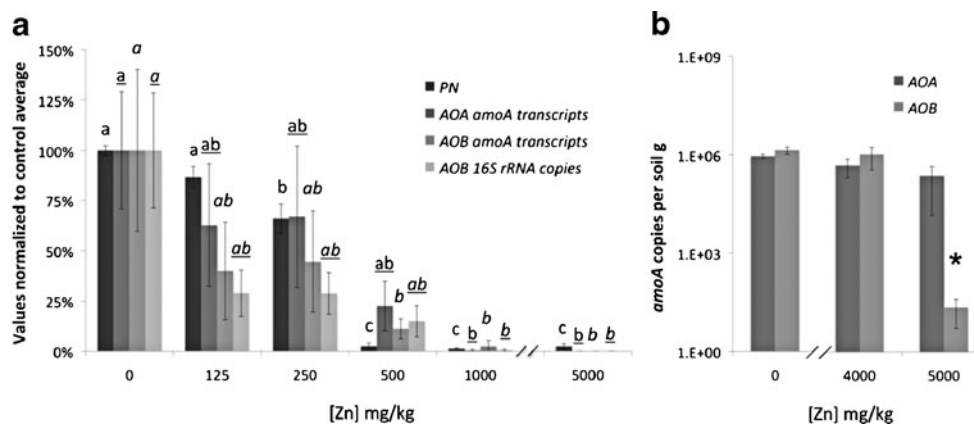 a
b
150%
125%
100%
75%
50%
25%
0%
Values normalized to control average
a a a a
a ab ab ab
b ab ab ab
c ab b ab
c b b b
c b b b
PN
AOA amoA transcripts
AOB amoA transcripts
AOB 16S rRNA copies
0 125 250 500 1000 // 5000
[Zn] mg/kg
1.E+09
1.E+06
1.E+03
1.E+00
amoA copies per soil g
AOA
AOB
*
0 // 4000 5000
[Zn] mg/kg